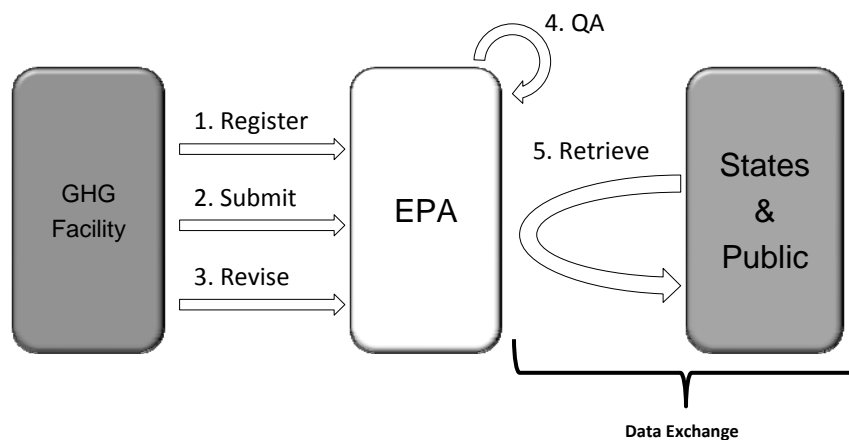 4. QA
1. Register
5. Retrieve
2. Submit
3. Revise
GHG
Facility
EPA
States
&
Public
Data Exchange